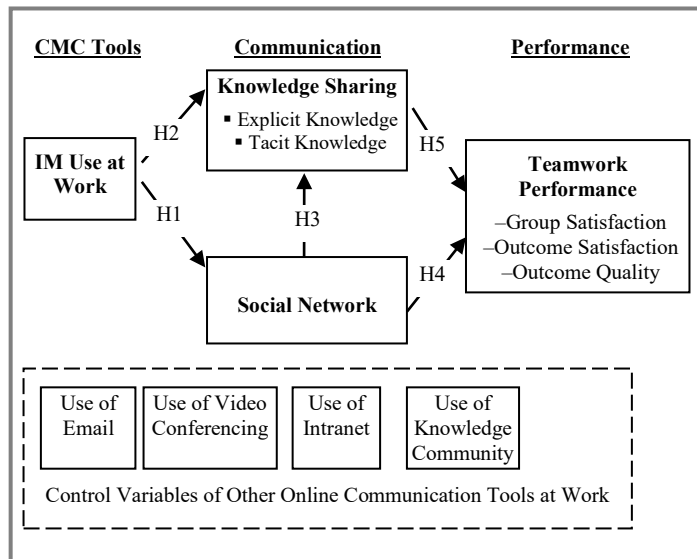 CMC Tools
Communication
Performance
Knowledge Sharing
▪ Explicit Knowledge
▪ Tacit Knowledge
H2
H5
IM Use at
Work
Teamwork
Performance
–Group Satisfaction
–Outcome Satisfaction
–Outcome Quality
H1
H3
H4
Social Network
Use of
Email
Use of Video
Conferencing
Use of
Intranet
Use of
Knowledge
Community
Control Variables of Other Online Communication Tools at Work